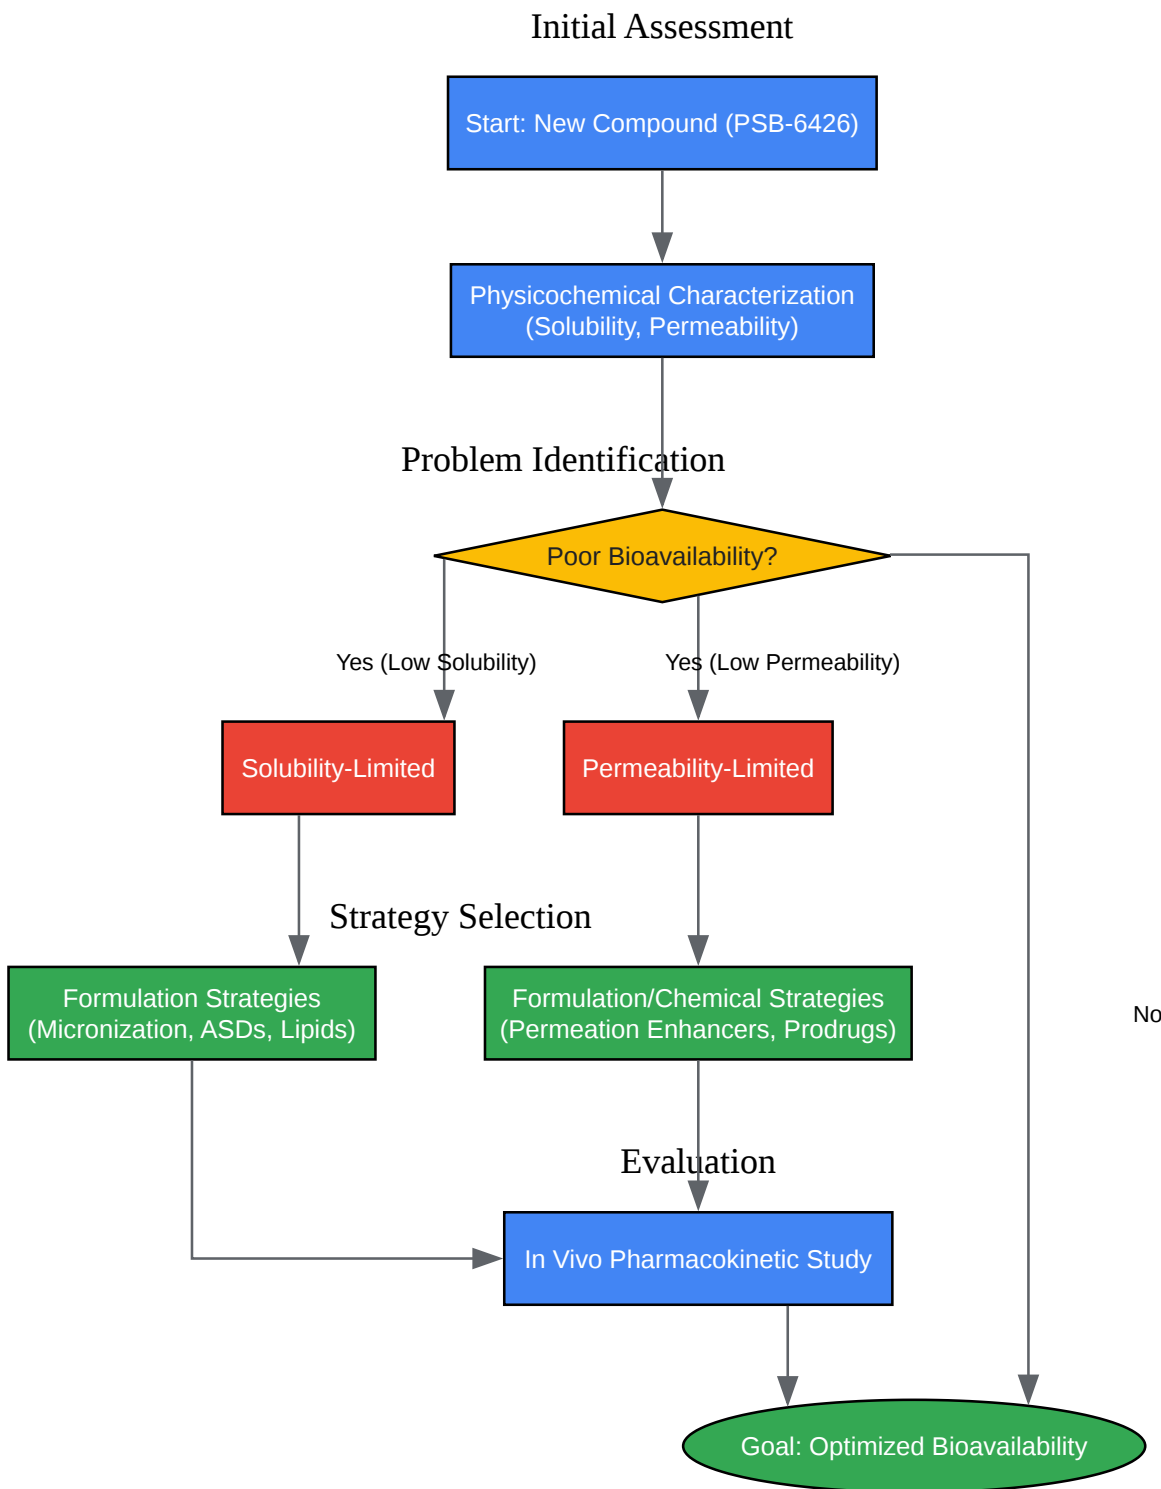 Initial Assessment
Start: New Compound (PSB-6426)
Physicochemical Characterization
(Solubility, Permeability)
Problem Identification
Poor Bioavailability?
Yes (Low Solubility)
Yes (Low Permeability)
Solubility-Limited
Permeability-Limited
Strategy Selection
Formulation Strategies
(Micronization, ASDs, Lipids)
Formulation/Chemical Strategies
(Permeation Enhancers, Prodrugs)
No
Evaluation
In Vivo Pharmacokinetic Study
Goal: Optimized Bioavailability